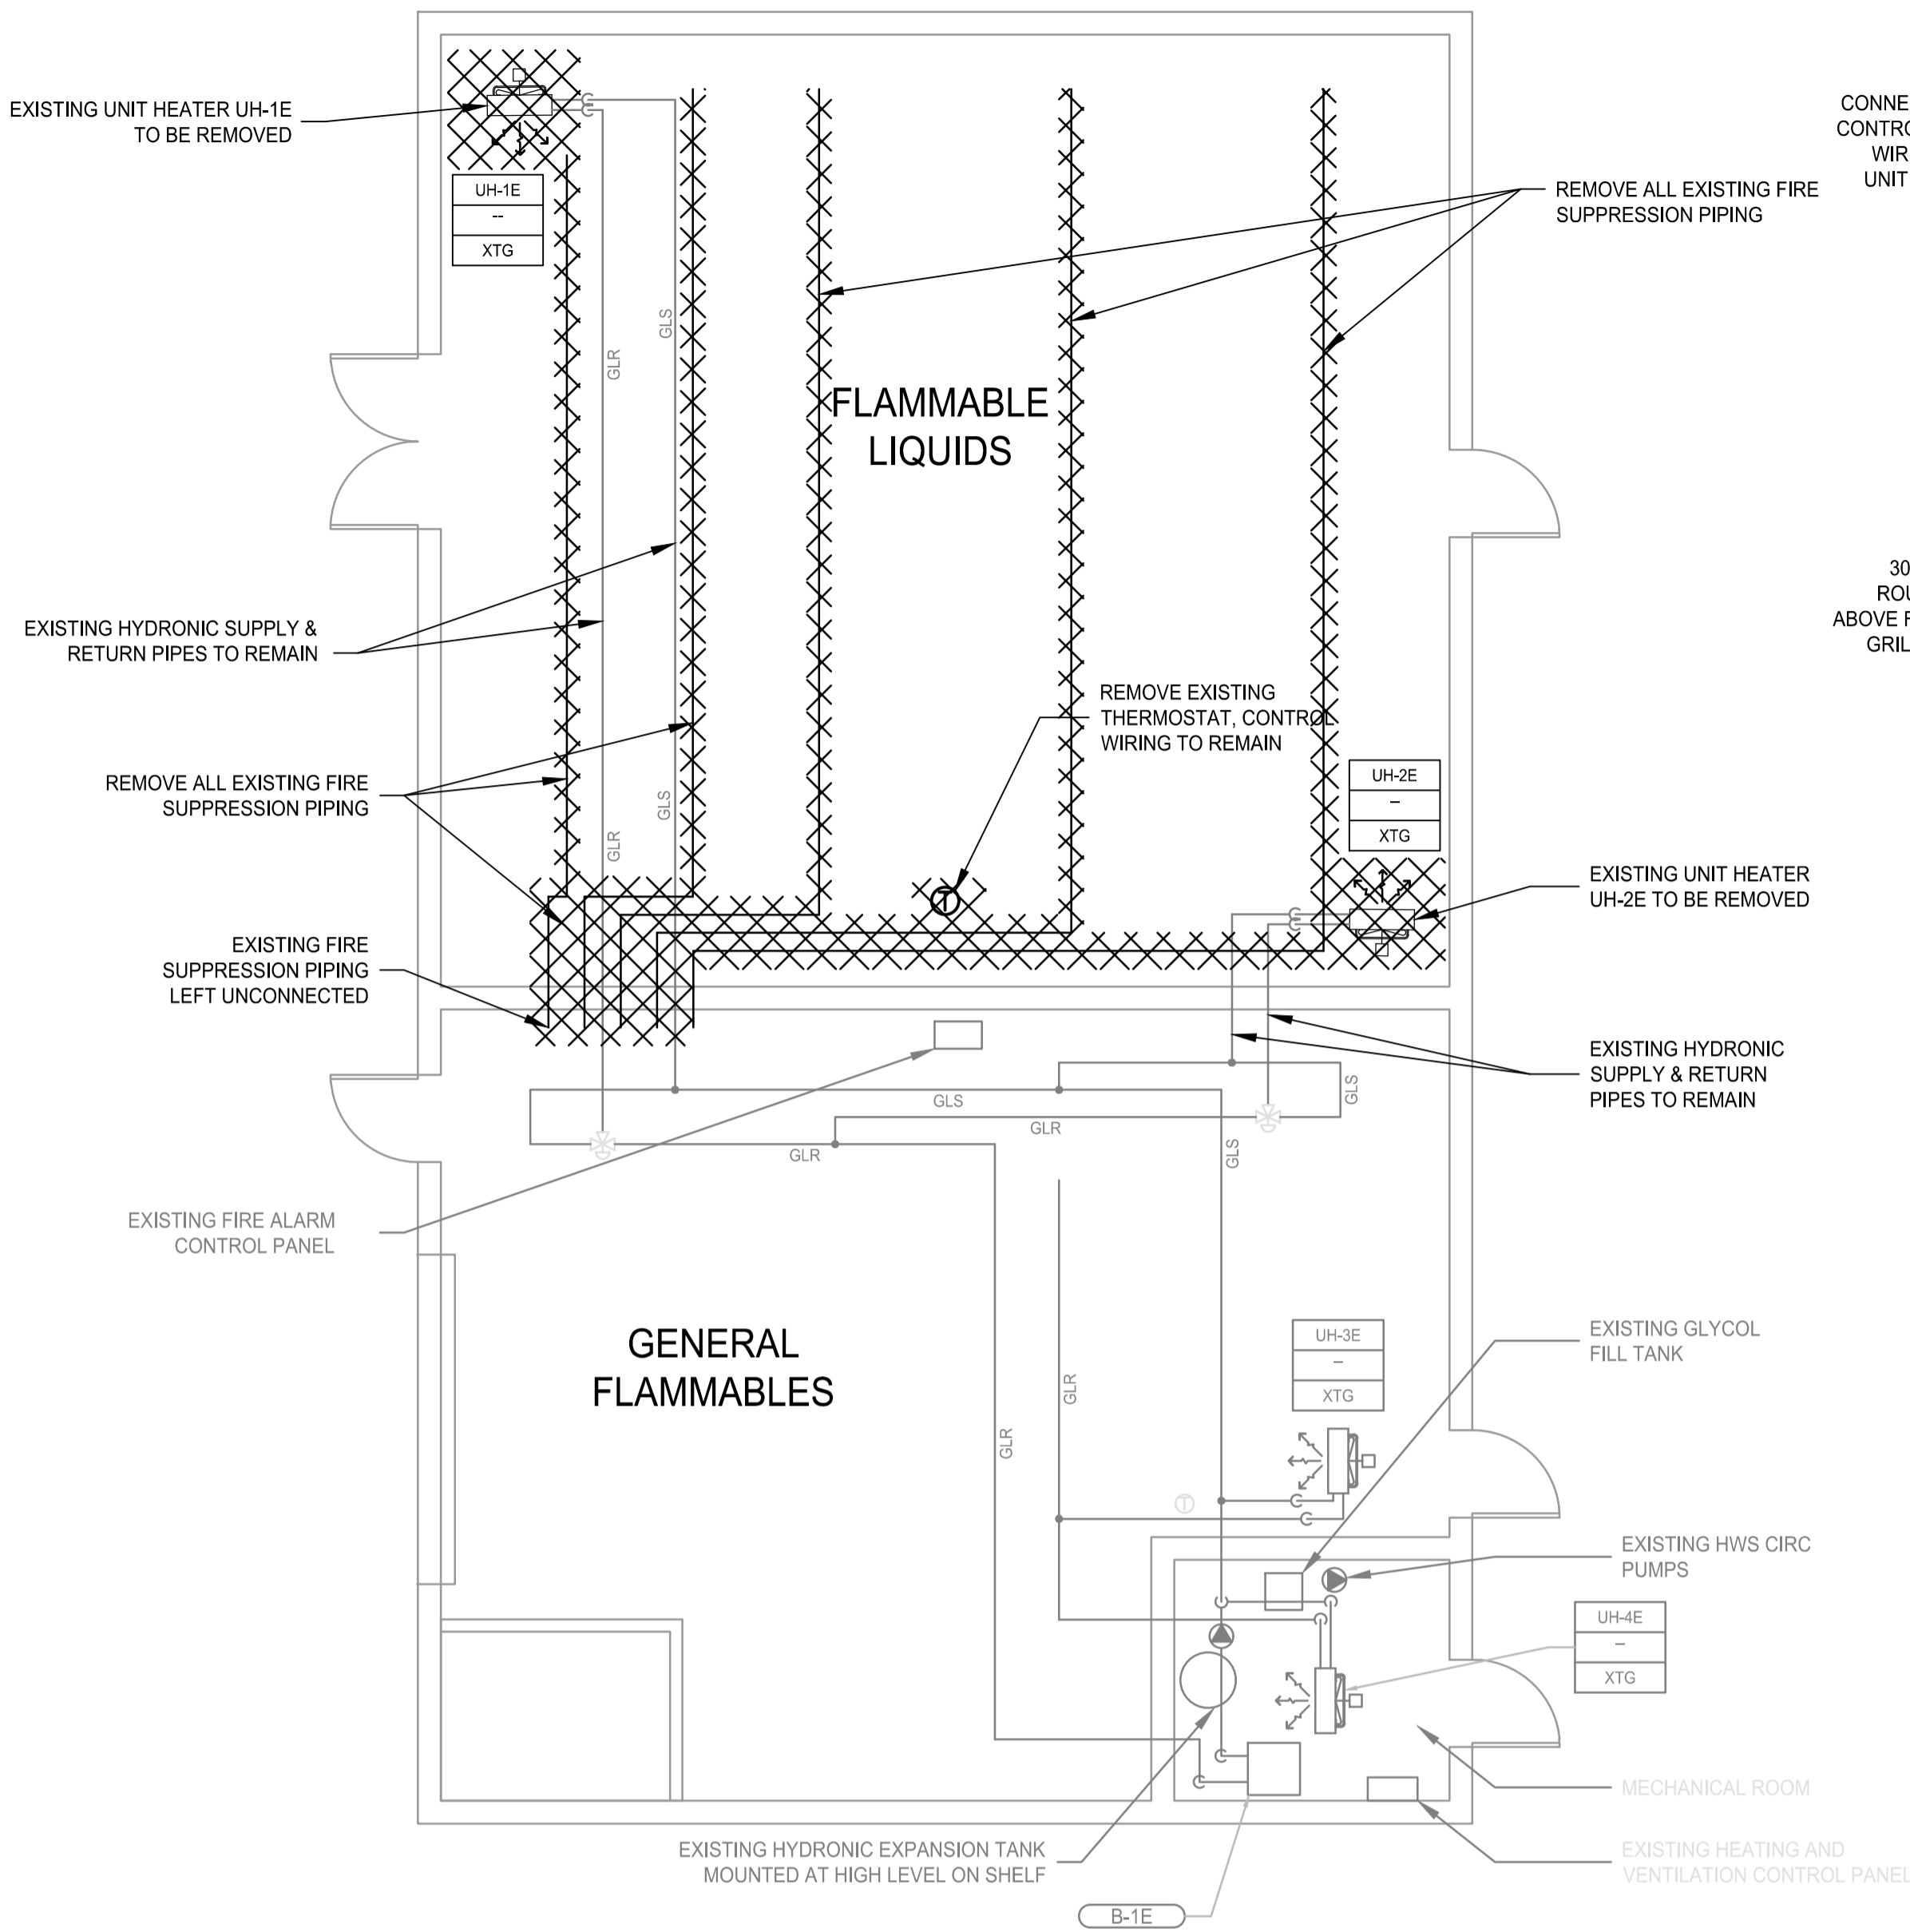 EXISTING UNIT HEATER UH-1E
TO BE REMOVED
UH-1E
--
XTG
CONNE
CONTRO
WIR
UNIT
REMOVE ALL EXISTING FIRE
SUPPRESSION PIPING
GLS
GLR
FLAMMABLE
LIQUIDS
30
ROU
ABOVE F
GRIL
EXISTING HYDRONIC SUPPLY &
RETURN PIPES TO REMAIN
REMOVE EXISTING
THERMOSTAT, CONTROL
WIRING TO REMAIN
REMOVE ALL EXISTING FIRE
SUPPRESSION PIPING
GLS
GLR
UH-2E
–
XTG
T
EXISTING UNIT HEATER
UH-2E TO BE REMOVED
EXISTING FIRE
SUPPRESSION PIPING
LEFT UNCONNECTED
EXISTING HYDRONIC
SUPPLY & RETURN
PIPES TO REMAIN
GLS
GLS
GLR
GLR
GLS
EXISTING FIRE ALARM
CONTROL PANEL
GENERAL
FLAMMABLES
UH-3E
–
XTG
EXISTING GLYCOL
FILL TANK
GLR
GLR
T
EXISTING HWS CIRC
PUMPS
UH-4E
–
XTG
MECHANICAL ROOM
EXISTING HYDRONIC EXPANSION TANK
MOUNTED AT HIGH LEVEL ON SHELF
EXISTING HEATING AND
VENTILATION CONTROL PANEL
B-1E